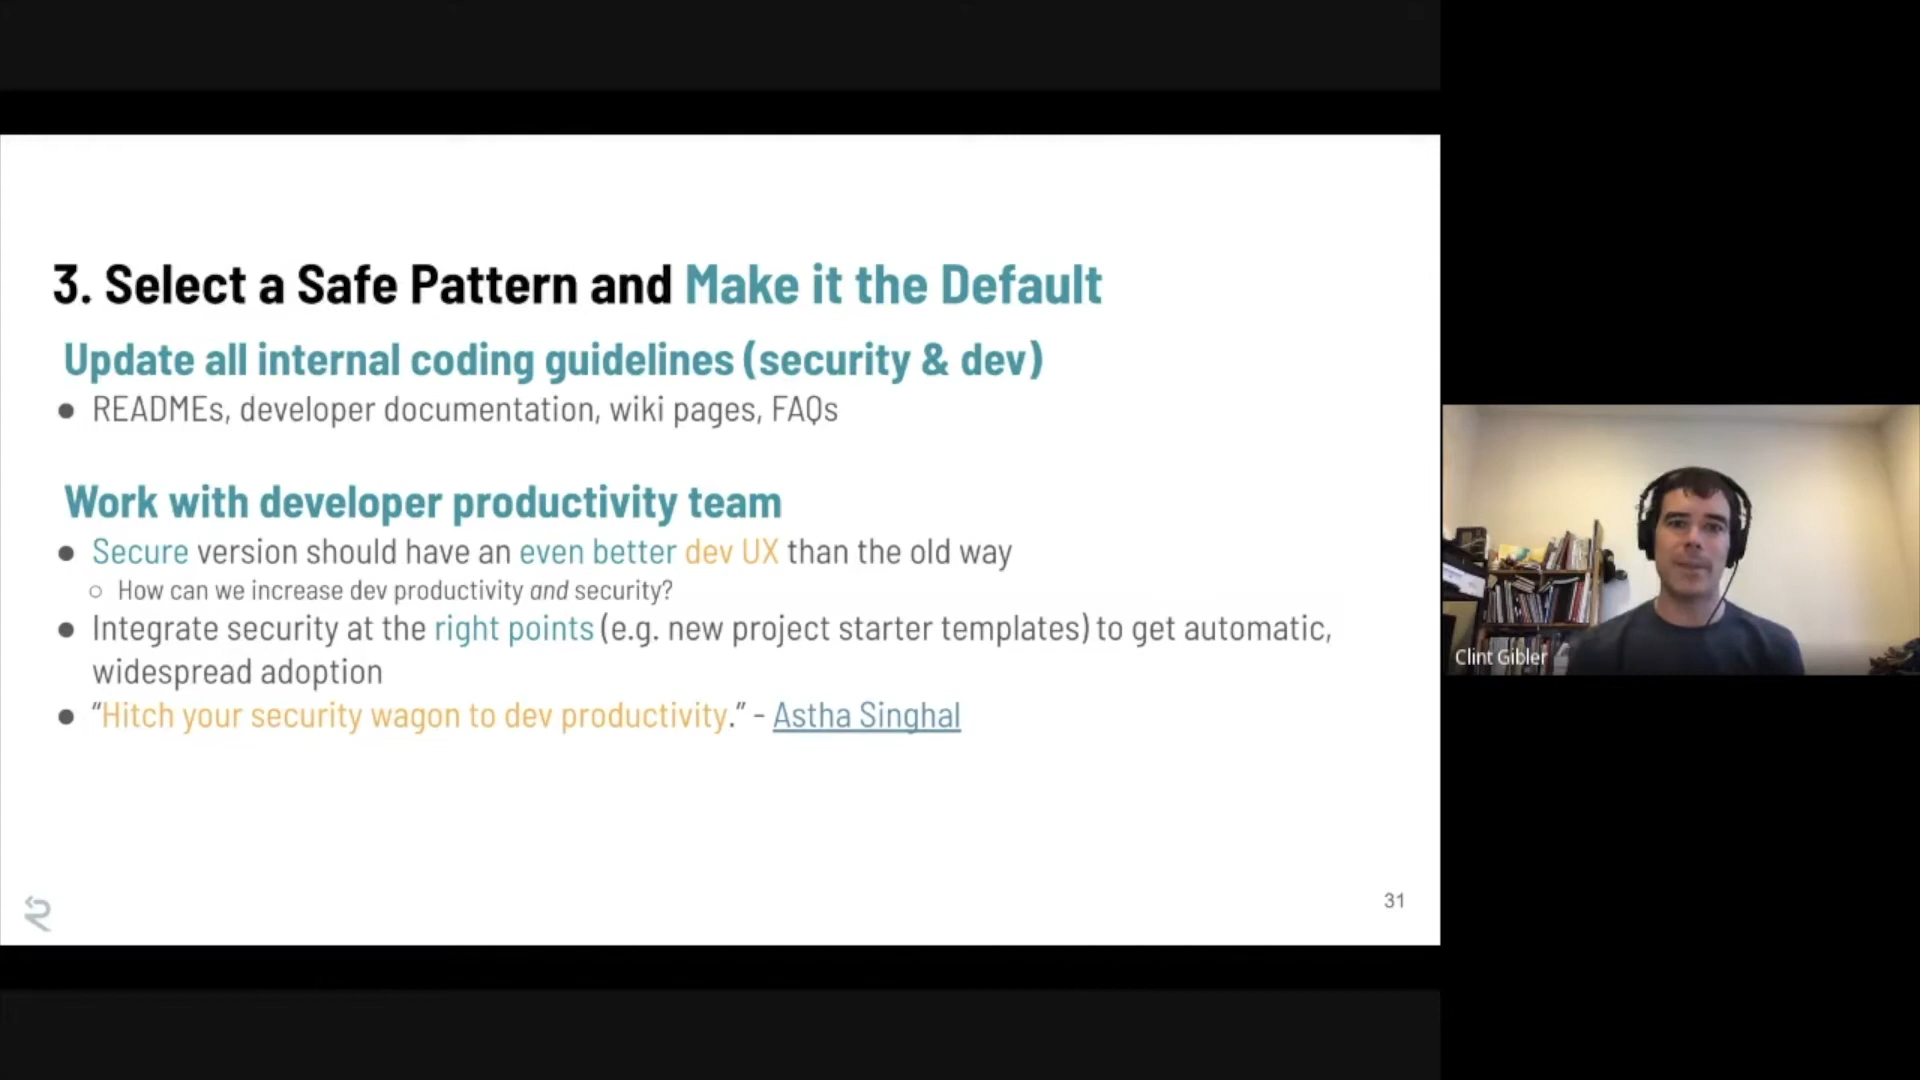 3. Select a Safe Pattern and Make it the Default
Update all internal coding guidelines (security & dev)
● READMEs, developer documentation, wiki pages, FAQs
Work with developer productivity team
● Secure version should have an even better dev UX than the old way
○ How can we increase dev productivity and security?
● Integrate security at the right points (e.g. new project starter templates) to get automatic,
widespread adoption
● “Hitch your security wagon to dev productivity.” - Astha Singhal
31
Clint Gibler